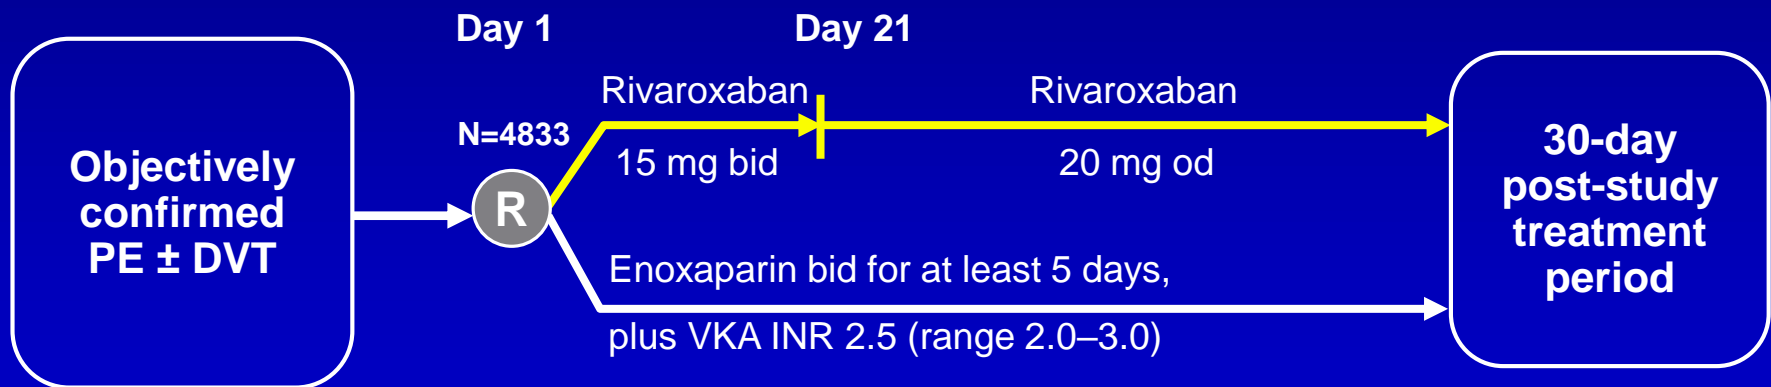 Day 1
Day 21
Objectively
confirmed
PE ± DVT
N=4833
R
Rivaroxaban
15 mg bid
Rivaroxaban
20 mg od
Enoxaparin bid for at least 5 days,
plus VKA INR 2.5 (range 2.0–3.0)
30-day
post-study
treatment
period